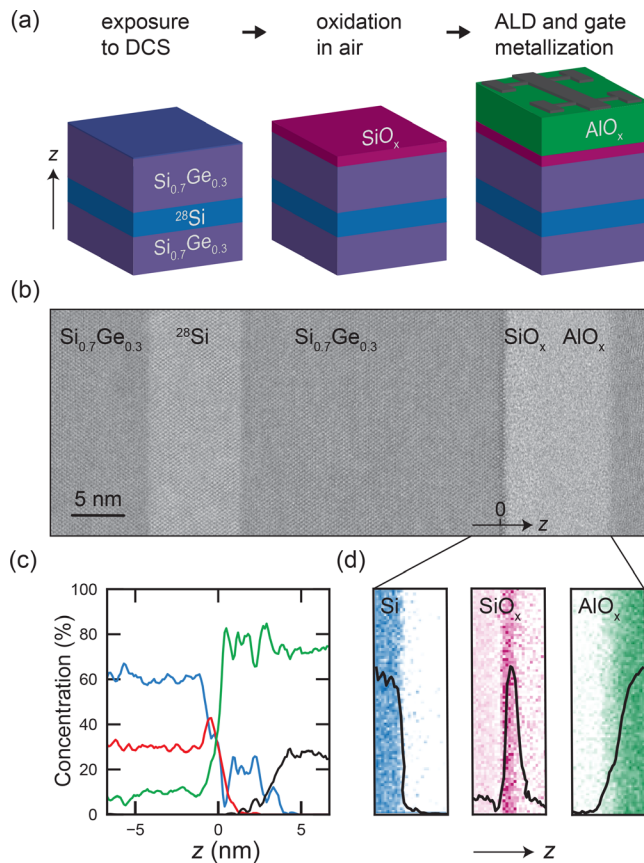 (a)
exposure
to DCS
oxidation
in air
ALD and gate
metallization
z
Si0.7Ge0.3
28Si
Si0.7Ge0.3
SiOx
AlOx
(b)
Si0.7Ge0.3 28Si Si0.7Ge0.3 SiOx AlOx
5 nm
0
z
(c)
Concentration (%)
100
80
60
40
20
0
−5 0 5
z (nm)
(d)
Si SiOx AlOx
z